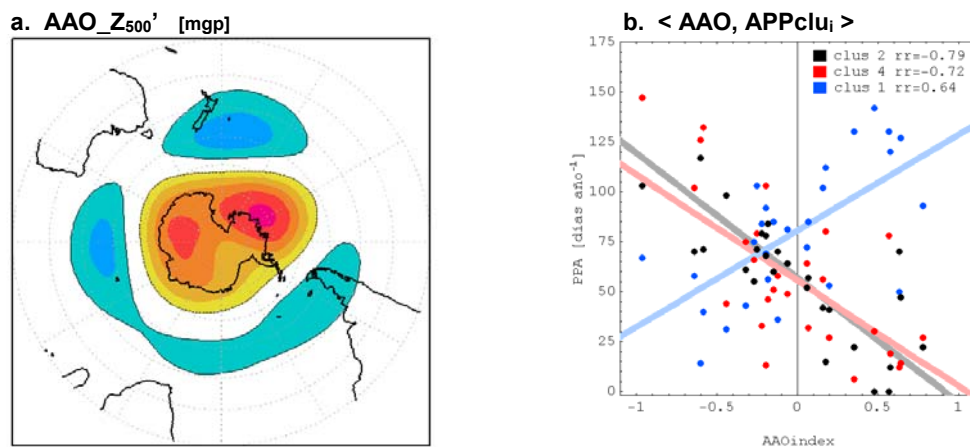 a. AAO_Z500’ [mgp]
b. < AAO, APPclui >
175
150
125
100
75
50
25
0
PPA [dias año-1]
clus 2 rr=-0.79
clus 4 rr=-0.72
clus 1 rr=0.64
-1
-0.5
0
0.5
1
AAOindex